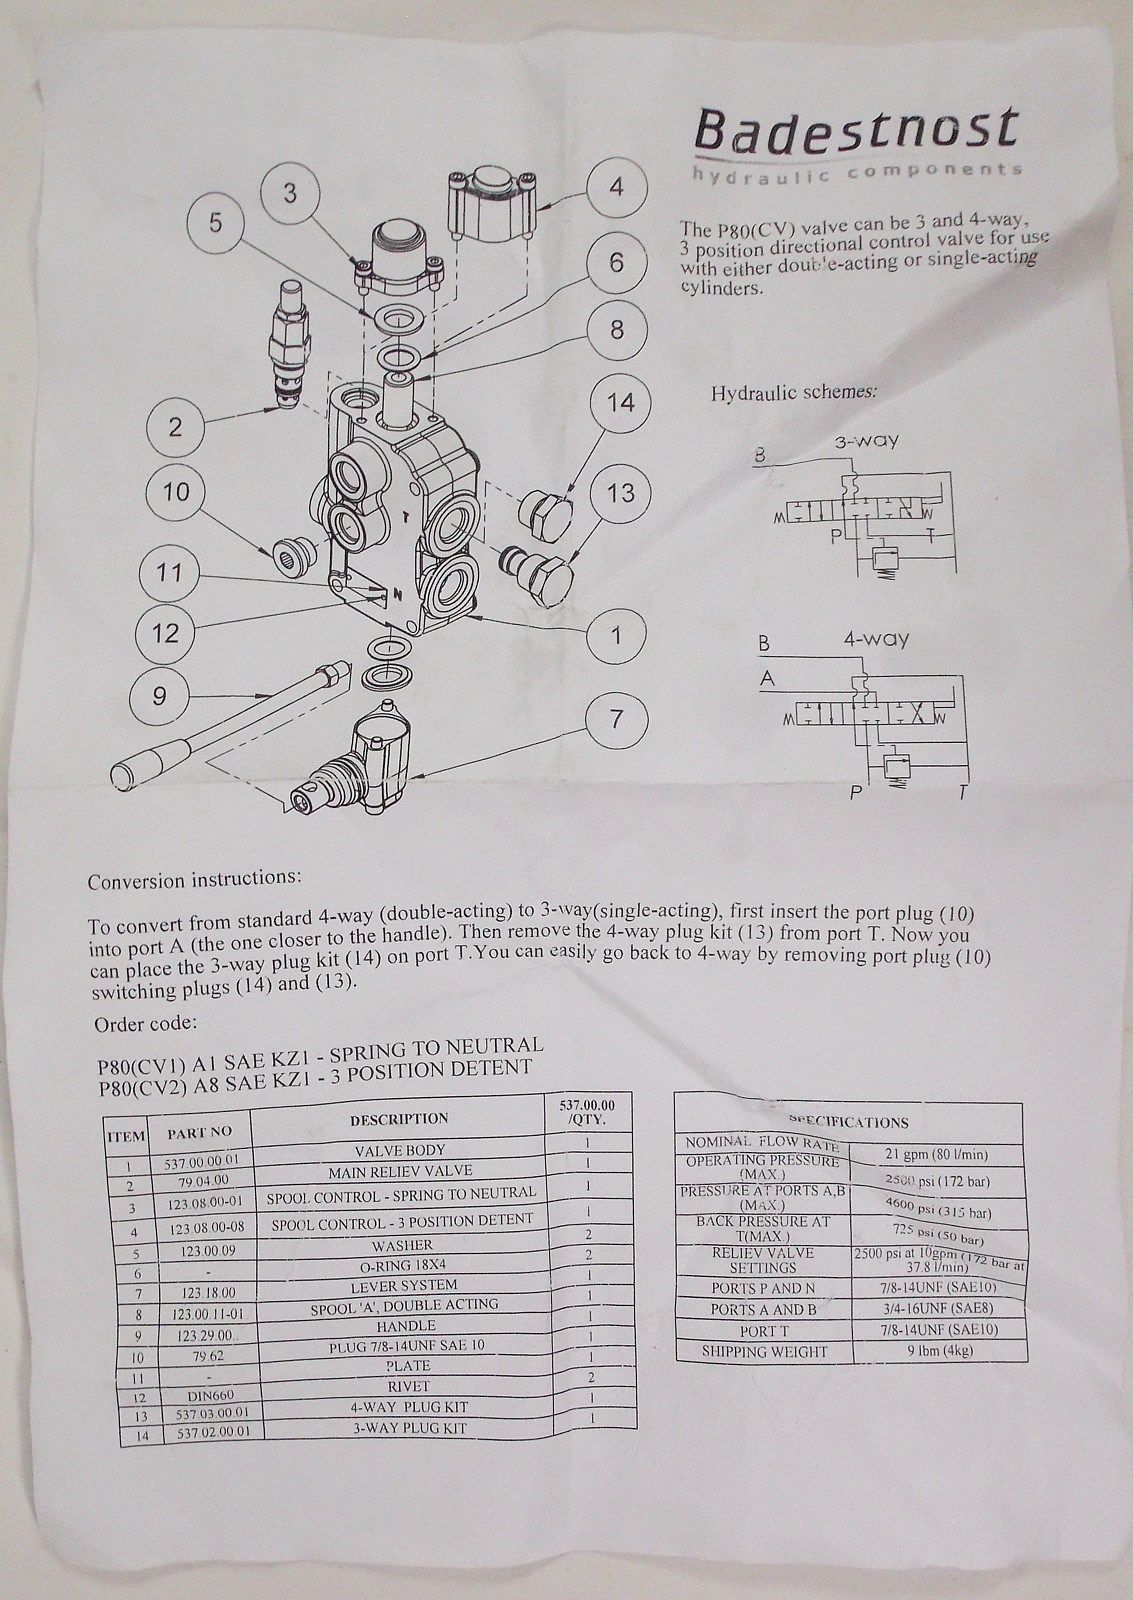 Badestnost
hydraulic components
The P80(CV) valve can be 3 and 4-way,
3 position directional control valve for use
with either double-acting or single-acting
cylinders.
3
4
5
6
8
14
2
10
13
11
12
1
9
7
T
N
Hydraulic schemes:
3-way
B
M
W
P
T
4-way
B
A
M
W
P
T
Conversion instructions:
To convert from standard 4-way (double-acting) to 3-way(single-acting), first insert the port plug (10)
into port A (the one closer to the handle). Then remove the 4-way plug kit (13) from port T. Now you
can place the 3-way plug kit (14) on port T.You can easily go back to 4-way by removing port plug (10)
switching plugs (14) and (13).
Order code:
P80(CV1) A1 SAE KZ1 - SPRING TO NEUTRAL
P80(CV2) A8 SAE KZ1 - 3 POSITION DETENT
ITEM PART NO DESCRIPTION 537.00.00 /QTY.
1 537.00.00.01 VALVE BODY 1
2 79.04.00 MAIN RELIEV VALVE 1
3 123.08.00-01 SPOOL CONTROL - SPRING TO NEUTRAL 1
4 123.08.00-08 SPOOL CONTROL - 3 POSITION DETENT 1
5 123.00.09 WASHER 2
6 - O-RING 18X4 2
7 123.18.00 LEVER SYSTEM 1
8 123.00.11-01 SPOOL 'A', DOUBLE ACTING 1
9 123.29.00.. HANDLE 1
10 79.62 PLUG 7/8-14UNF SAE 10 1
11 - PLATE 1
12 DIN660 RIVET 2
13 537.03.00.01 4-WAY PLUG KIT 1
14 537.02.00.01 3-WAY PLUG KIT 1
SPECIFICATIONS
NOMINAL FLOW RATE 21 gpm (80 l/min)
OPERATING PRESSURE (MAX.) 2500 psi (172 bar)
PRESSURE AT PORTS A,B (MAX.) 4600 psi (315 bar)
BACK PRESSURE AT T(MAX.) 725 psi (50 bar)
RELIEV VALVE SETTINGS 2500 psi at 10gpm (172 bar at 37.8 l/min)
PORTS P AND N 7/8-14UNF (SAE10)
PORTS A AND B 3/4-16UNF (SAE8)
PORT T 7/8-14UNF (SAE10)
SHIPPING WEIGHT 9 lbm (4kg)